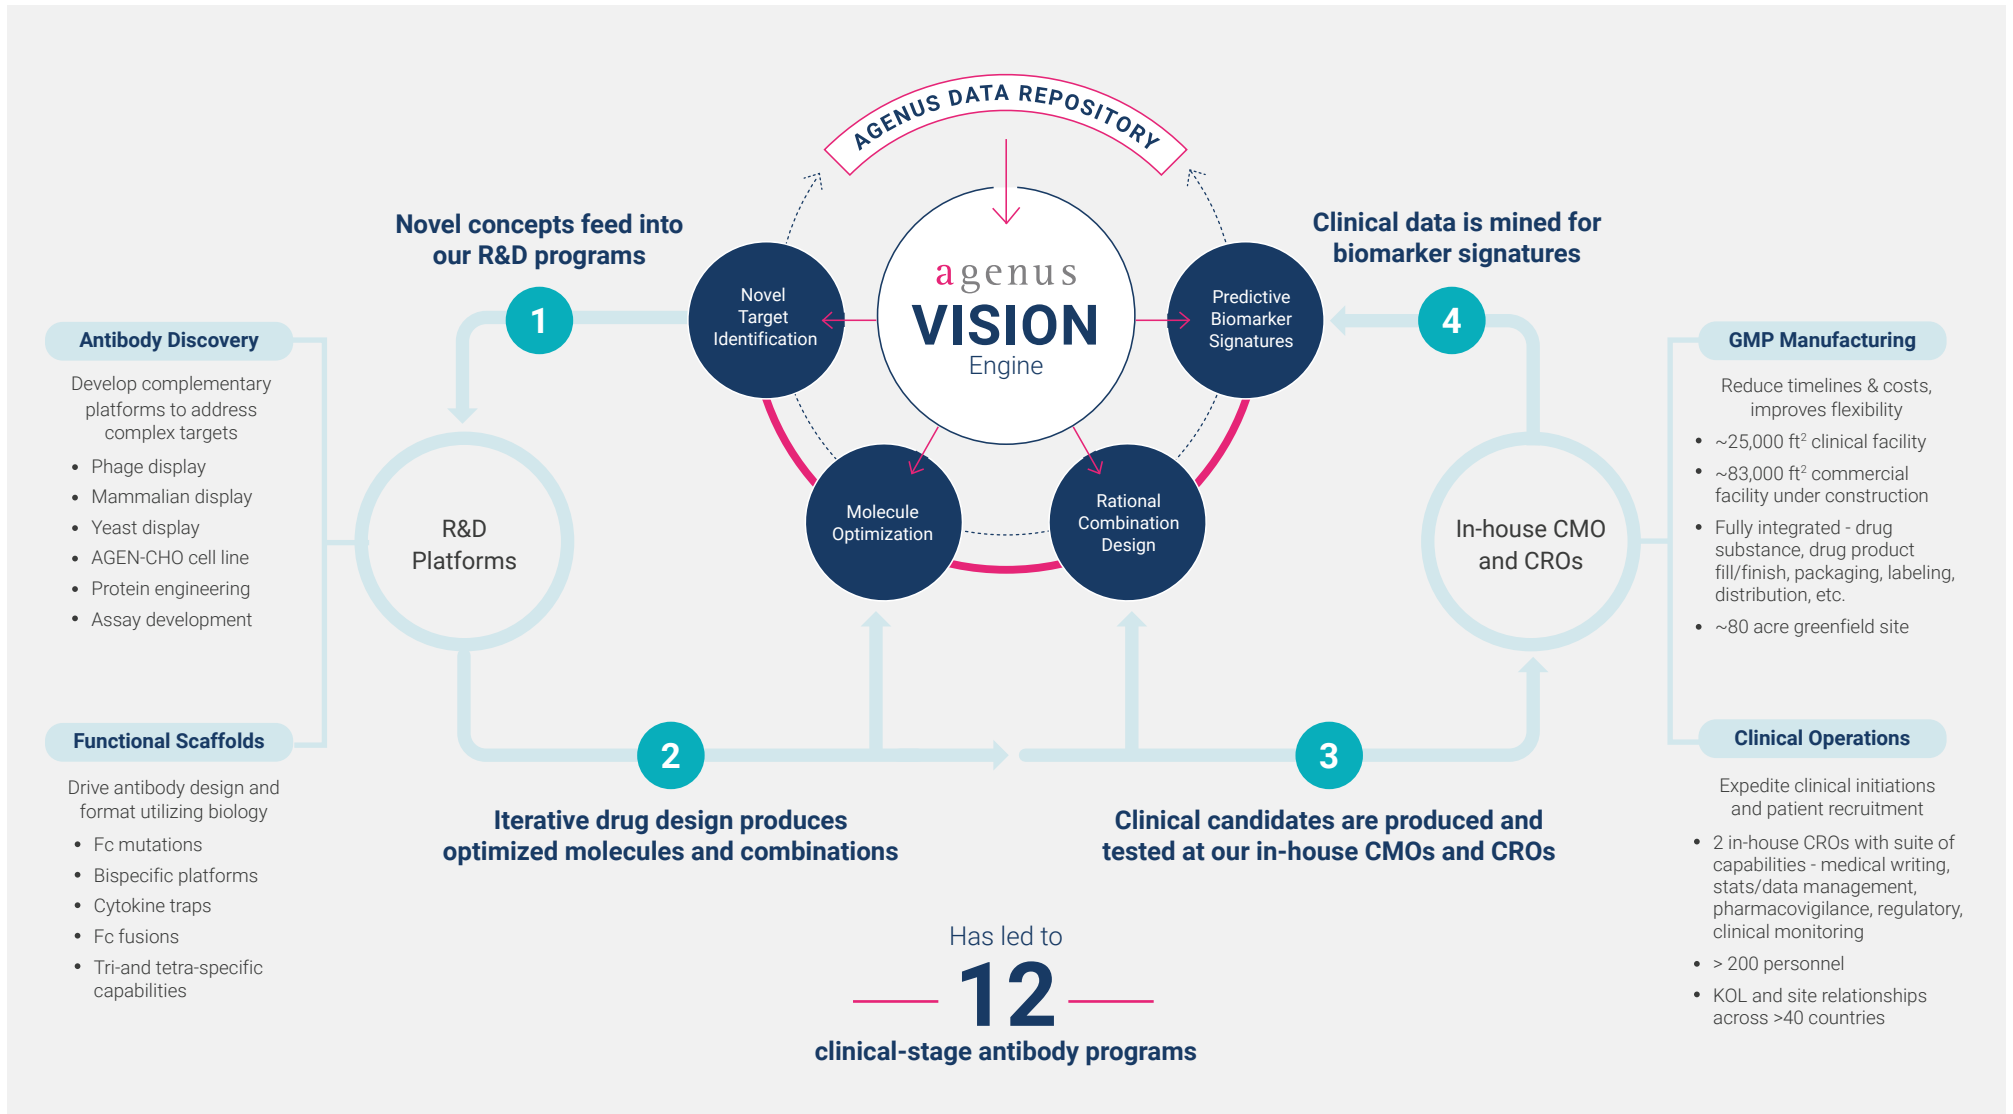 AGENUS DATA REPOSITORY
agenus
VISION
Engine
Novel
Target
Identification
Molecule
Optimization
Rational
Combination
Design
Predictive
Biomarker
Signatures
Novel concepts feed into
our R&D programs
1
R&D
Platforms
Antibody Discovery
Develop complementary
platforms to address
complex targets
• Phage display
• Mammalian display
• Yeast display
• AGEN-CHO cell line
• Protein engineering
• Assay development
Functional Scaffolds
Drive antibody design and
format utilizing biology
• Fc mutations
• Bispecific platforms
• Cytokine traps
• Fc fusions
• Tri-and tetra-specific
capabilities
2
Iterative drug design produces
optimized molecules and combinations
3
Clinical candidates are produced and
tested at our in-house CMOs and CROs
Clinical data is mined for
biomarker signatures
4
In-house CMO
and CROs
GMP Manufacturing
Reduce timelines & costs,
improves flexibility
• ~25,000 ft² clinical facility
• ~83,000 ft² commercial
facility under construction
• Fully integrated - drug
substance, drug product
fill/finish, packaging, labeling,
distribution, etc.
• ~80 acre greenfield site
Clinical Operations
Expedite clinical initiations
and patient recruitment
• 2 in-house CROs with suite of
capabilities - medical writing,
stats/data management,
pharmacovigilance, regulatory,
clinical monitoring
• > 200 personnel
• KOL and site relationships
across >40 countries
Has led to
12
clinical-stage antibody programs